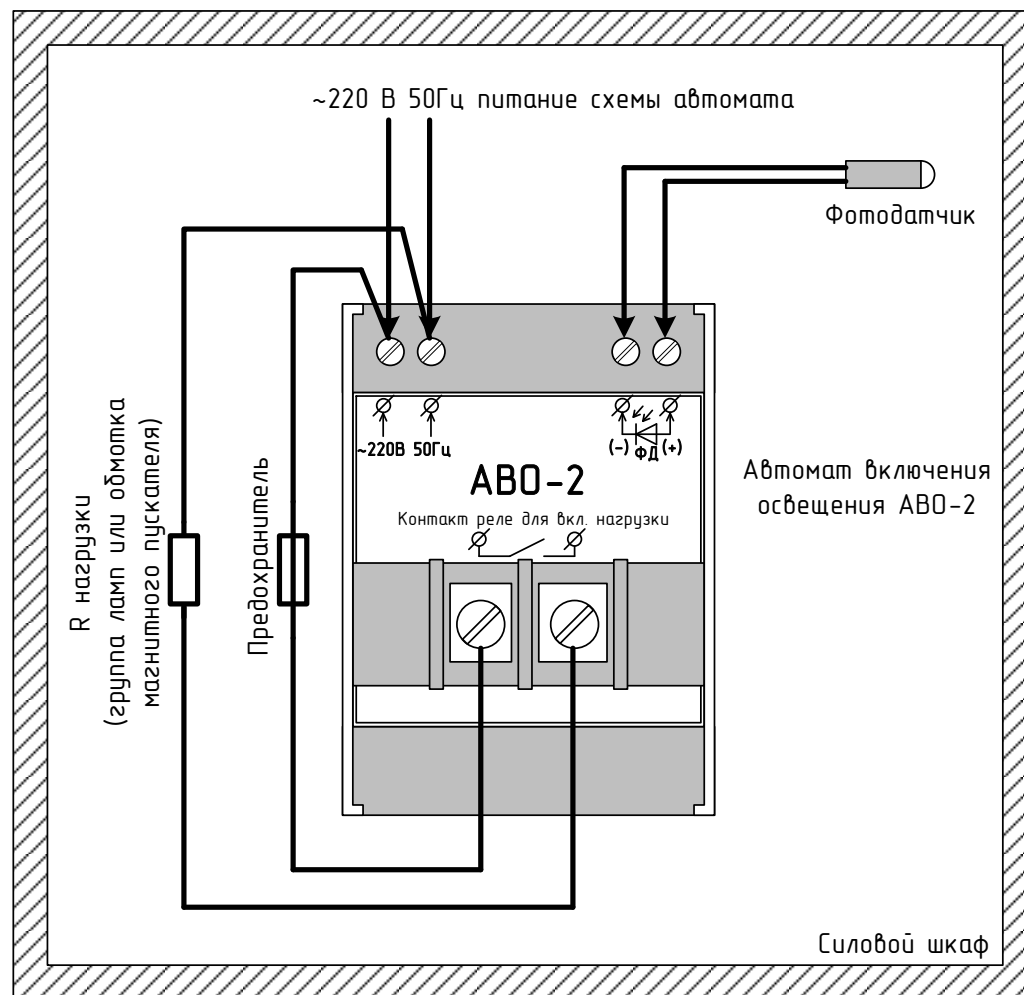 ~220 В 50Гц питание схемы автомата
Фотодатчик
~220В 50Гц
(-) ФД (+)
АВО-2
Контакт реле для вкл. нагрузки
Автомат включения
освещения АВО-2
R нагрузки
(группа ламп или обмотка
магнитного пускателя)
Предохранитель
Силовой шкаф